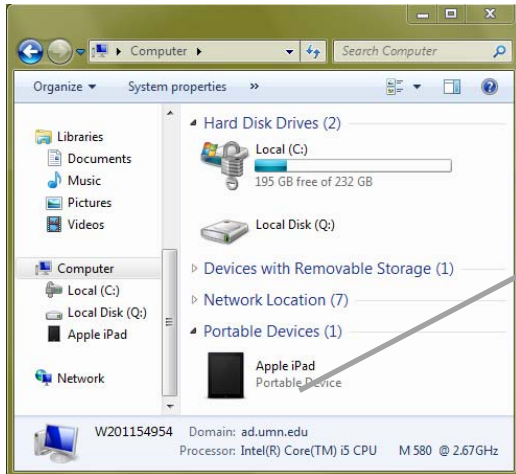 Computer
Search Computer
Organize
System properties
»
Libraries
Documents
Music
Pictures
Videos
Computer
Local (C:)
Local Disk (Q:)
Apple iPad
Network
Hard Disk Drives (2)
Local (C:)
195 GB free of 232 GB
Local Disk (Q:)
Devices with Removable Storage (1)
Network Location (7)
Portable Devices (1)
Apple iPad
Portable Device
W201154954 Domain: ad.umn.edu
Processor: Intel(R) Core(TM) i5 CPU M 580 @ 2.67GHz